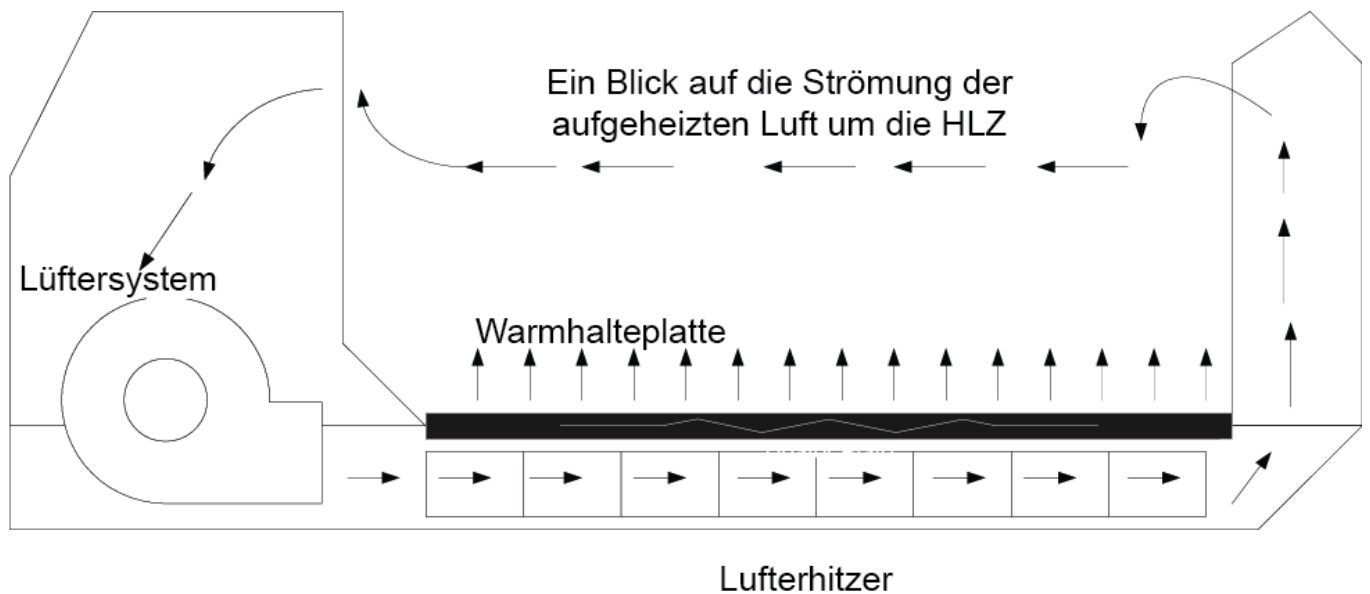 Ein Blick auf die Strömung der
aufgeheizten Luft um die HLZ
Lüftersystem
Warmhalteplatte
Lufterhitzer